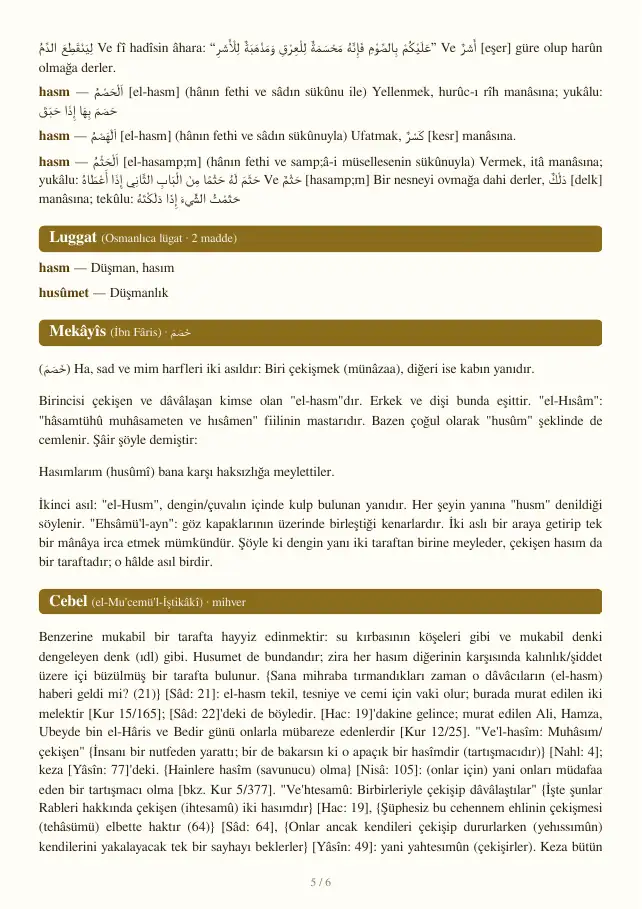 لِيَنْقَطِعَ الدَّمُ Ve fî hadîsin âhara: “عَلَيْكُمْ بِالصَّوْمِ فَإِنَّهُ مَحْسَمَةٌ لِلْعِرْقِ وَمَذْهَبَةٌ لِلْأَشَرِ” Ve أَشَرٌ [eşer] güre olup harûn
olmağa derler.
hasm — اَلْحَصْمُ [el-hasm] (hânın fethi ve sâdın sükûnu ile) Yellenmek, hurûc-ı rîh manâsına; yukâlu:
حَصَمَ بِهَا إِذَا حَبَقَ
hasm — اَلْهَصْمُ [el-hasm] (hânın fethi ve sâdın sükûnuyla) Ufatmak, كَسْرٌ [kesr] manâsına.
hasm — اَلْحَثْمُ [el-hasamp;m] (hânın fethi ve samp;â-i müsellesenin sükûnuyla) Vermek, itâ manâsına;
yukâlu: حَثَمَ لَهُ حَثْمًا مِنَ الْبَابِ الثَّانِي إِذَا أَعْطَاهُ Ve حَثْمٌ [hasamp;m] Bir nesneyi ovmağa dahi derler, دَلْكٌ [delk]
manâsına; tekûlu: حَثَمْتُ الشَّيْءَ إِذَا دَلَكْتَهُ
Luggat (Osmanlıca lügat · 2 madde)
hasm — Düşman, hasım
husûmet — Düşmanlık
Mekâyîs (İbn Fâris) · خَصَمَ
(خَصَمَ) Ha, sad ve mim harfleri iki asıldır: Biri çekişmek (münâzaa), diğeri ise kabın yanıdır.
Birincisi çekişen ve dâvâlaşan kimse olan "el-hasm"dır. Erkek ve dişi bunda eşittir. "el-Hısâm":
"hâsamtühû muhâsameten ve hısâmen" fiilinin mastarıdır. Bazen çoğul olarak "husûm" şeklinde de
cemlenir. Şâir şöyle demiştir:
Hasımlarım (husûmî) bana karşı haksızlığa meylettiler.
İkinci asıl: "el-Husm", dengin/çuvalın içinde kulp bulunan yanıdır. Her şeyin yanına "husm" denildiği
söylenir. "Ehsâmü'l-ayn": göz kapaklarının üzerinde birleştiği kenarlardır. İki aslı bir araya getirip tek
bir mânâya irca etmek mümkündür. Şöyle ki dengin yanı iki taraftan birine meyleder, çekişen hasım da
bir taraftadır; o hâlde asıl birdir.
Cebel (el-Mu'cemü'l-İştikâkî) · mihver
Benzerine mukabil bir tarafta hayyiz edinmektir: su kırbasının köşeleri gibi ve mukabil denki
dengeleyen denk (ıdl) gibi. Husumet de bundandır; zira her hasım diğerinin karşısında kalınlık/şiddet
üzere içi büzülmüş bir tarafta bulunur. {Sana mihraba tırmandıkları zaman o dâvâcıların (el-hasm)
haberi geldi mi? (21)} [Sâd: 21]: el-hasm tekil, tesniye ve cemi için vaki olur; burada murat edilen iki
melektir [Kur 15/165]; [Sâd: 22]'deki de böyledir. [Hac: 19]'dakine gelince; murat edilen Ali, Hamza,
Ubeyde bin el-Hâris ve Bedir günü onlarla mübareze edenlerdir [Kur 12/25]. "Ve'l-hasîm: Muhâsım/
çekişen" {İnsanı bir nutfeden yarattı; bir de bakarsın ki o apaçık bir hasîmdir (tartışmacıdır)} [Nahl: 4];
keza [Yâsîn: 77]'deki. {Hainlere hasîm (savunucu) olma} [Nisâ: 105]: (onlar için) yani onları müdafaa
eden bir tartışmacı olma [bkz. Kur 5/377]. "Ve'htesamû: Birbirleriyle çekişip dâvâlaştılar" {İşte şunlar
Rableri hakkında çekişen (ihtesamû) iki hasımdır} [Hac: 19], {Şüphesiz bu cehennem ehlinin çekişmesi
(tehâsümü) elbette haktır (64)} [Sâd: 64], {Onlar ancak kendileri çekişip dururlarken (yehıssımûn)
kendilerini yakalayacak tek bir sayhayı beklerler} [Yâsîn: 49]: yani yahtesımûn (çekişirler). Keza bütün
5 / 6